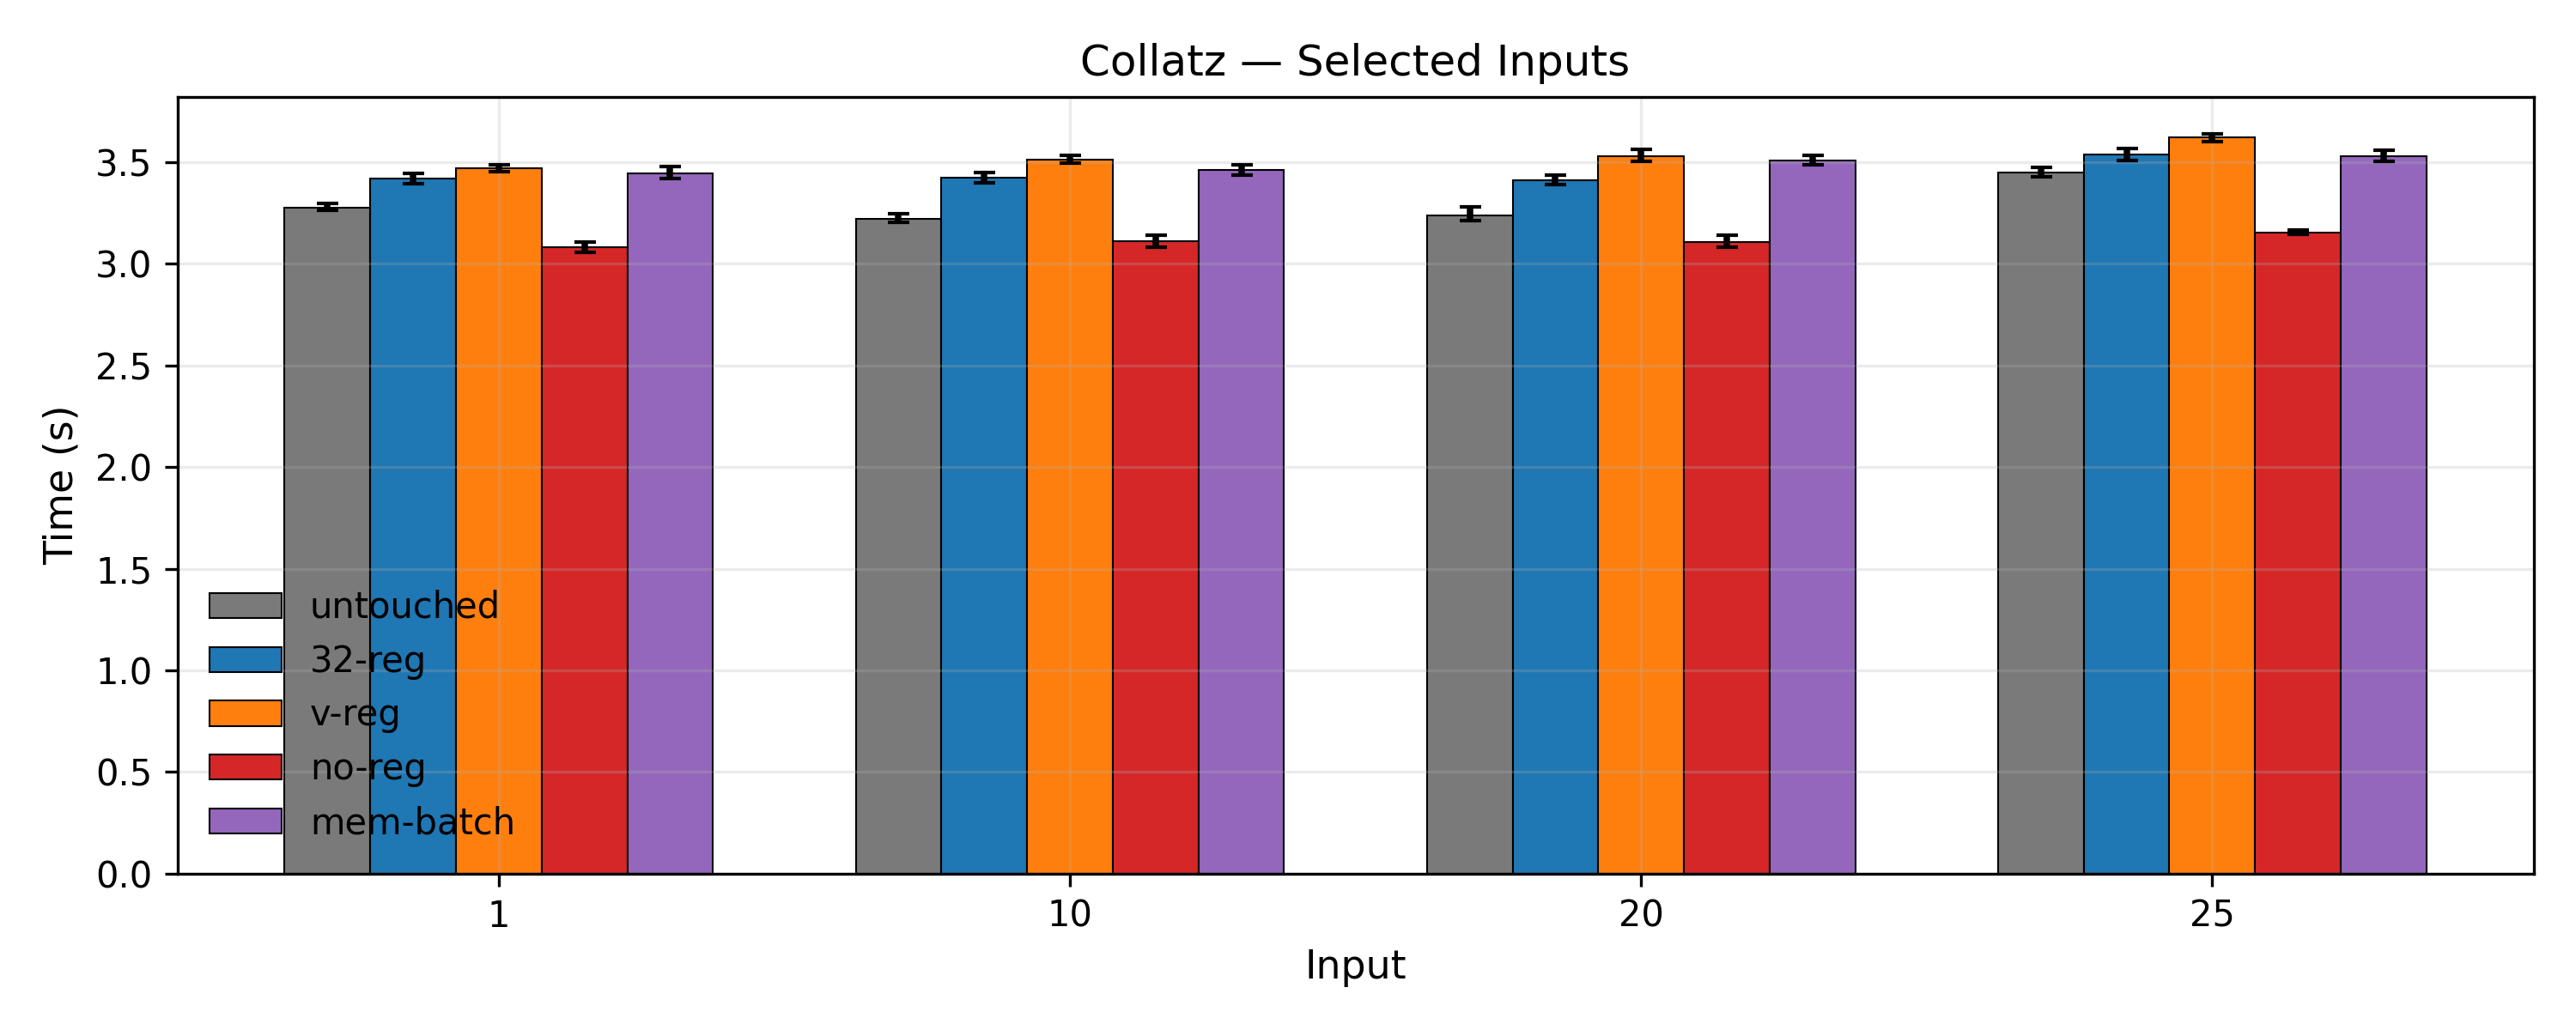 Collatz — Selected Inputs
Time (s)
3.5
3.0
2.5
2.0
1.5
1.0
0.5
0.0
untouched
32-reg
v-reg
no-reg
mem-batch
1
10
20
25
Input